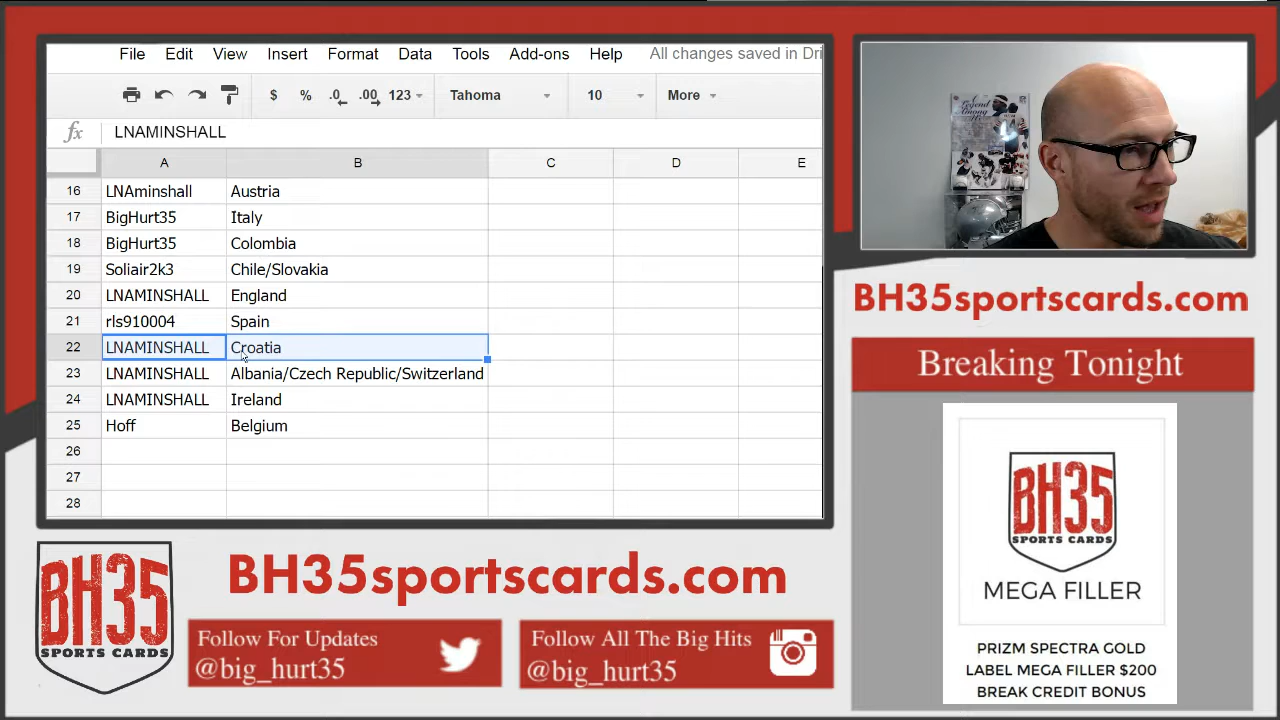 File Edit View Insert Format Data Tools Add-ons Help All changes saved in Dri
$ % .0 .00 123 Tahoma 10 More
fx LNAMINSHALL
A B C D E
16 LNAminshall Austria
17 BigHurt35 Italy
18 BigHurt35 Colombia
19 Soliair2k3 Chile/Slovakia
20 LNAMINSHALL England
21 rls910004 Spain
22 LNAMINSHALL Croatia
23 LNAMINSHALL Albania/Czech Republic/Switzerland
24 LNAMINSHALL Ireland
25 Hoff Belgium
26
27
28
BH35sportscards.com
Breaking Tonight
BH35
SPORTS CARDS
MEGA FILLER
PRIZM SPECTRA GOLD
LABEL MEGA FILLER $200
BREAK CREDIT BONUS
BH35
SPORTS CARDS
BH35sportscards.com
Follow For Updates
@big_hurt35
Follow All The Big Hits
@big_hurt35